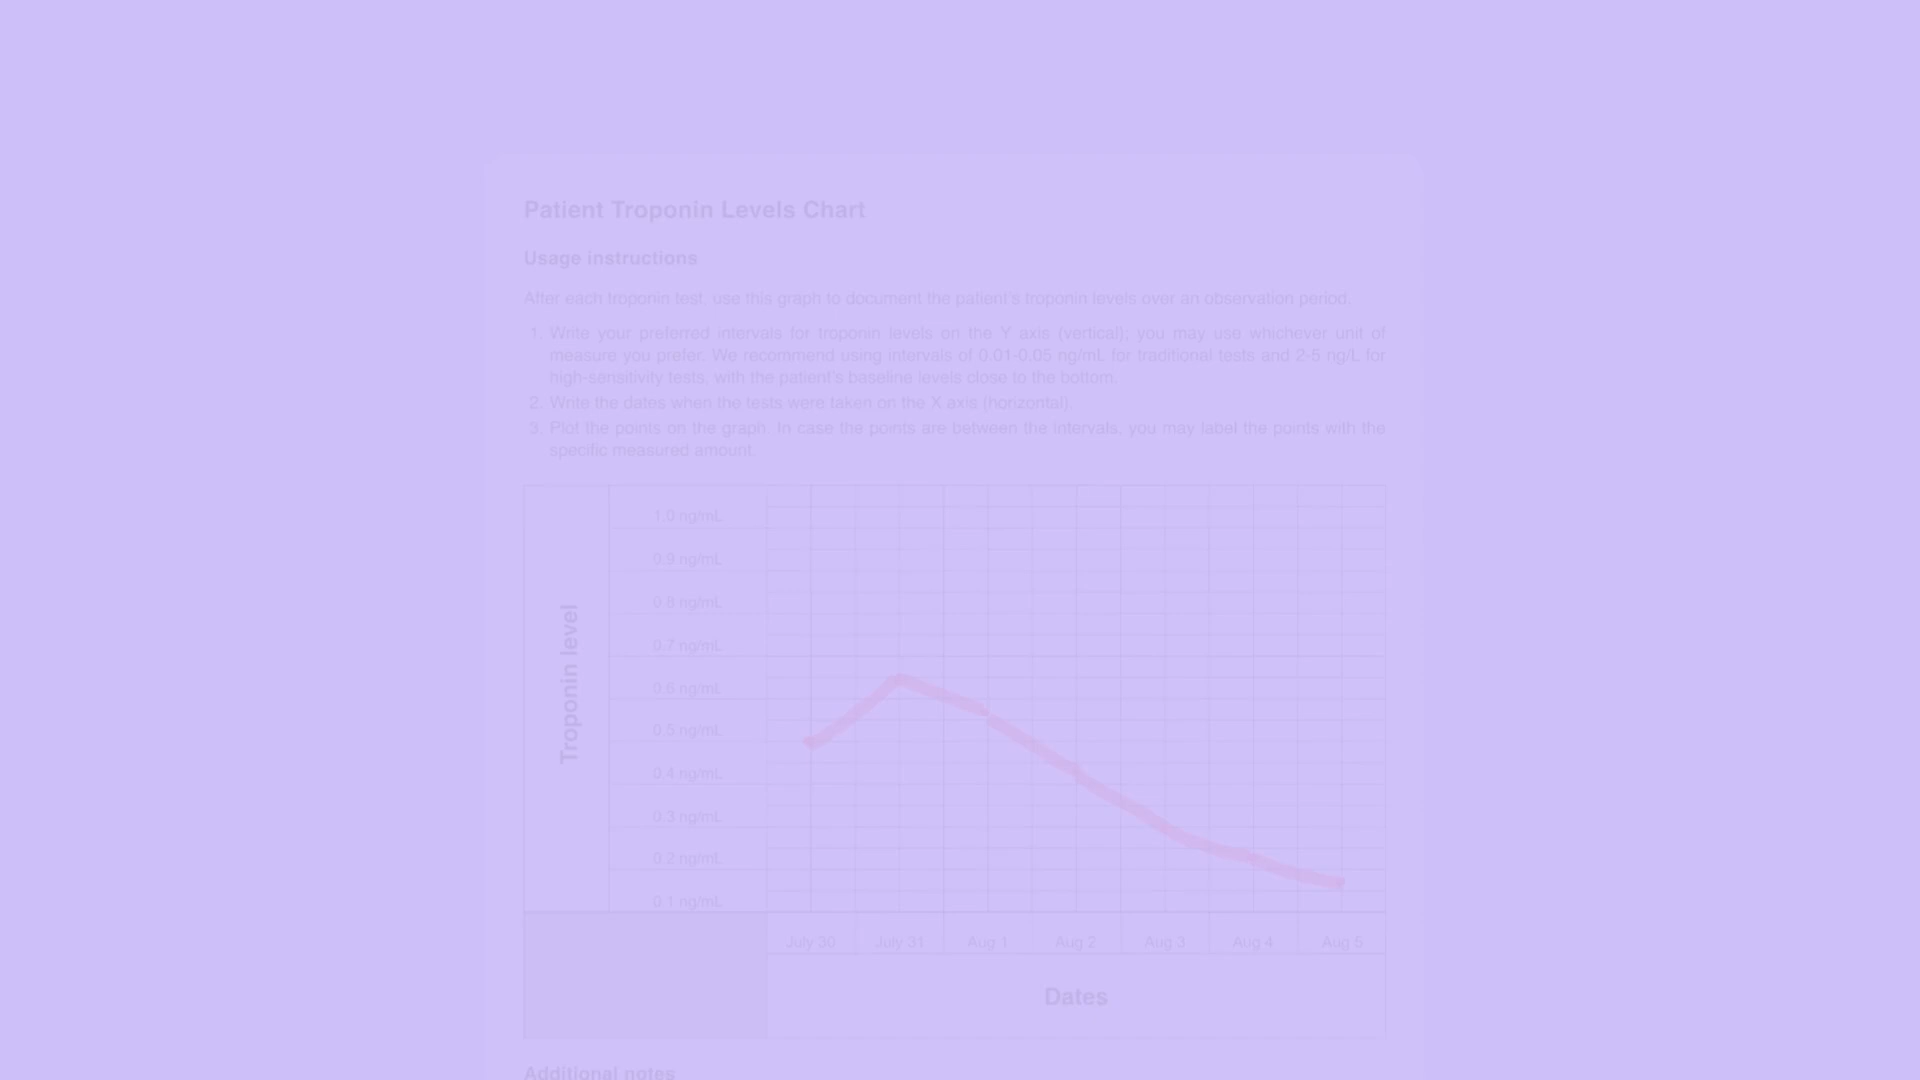 Patient Troponin Levels Chart
Usage instructions
After each troponin test, use this graph to document the patient's troponin levels over an observation period.
1. Write your preferred intervals for troponin levels on the Y axis (vertical); you may use whichever unit of
measure you prefer. We recommend using intervals of 0.01-0.05 ng/mL for traditional tests and 2-5 ng/L for
high-sensitivity tests, with the patient's baseline levels close to the bottom.
2. Write the dates when the tests were taken on the X axis (horizontal).
3. Plot the points on the graph. In case the points are between the intervals, you may label the points with the
specific measured amount.
Troponin level
1.0 ng/mL
0.9 ng/mL
0.8 ng/mL
0.7 ng/mL
0.6 ng/mL
0.5 ng/mL
0.4 ng/mL
0.3 ng/mL
0.2 ng/mL
0.1 ng/mL
July 30 July 31 Aug 1 Aug 2 Aug 3 Aug 4 Aug 5
Dates
Additional notes